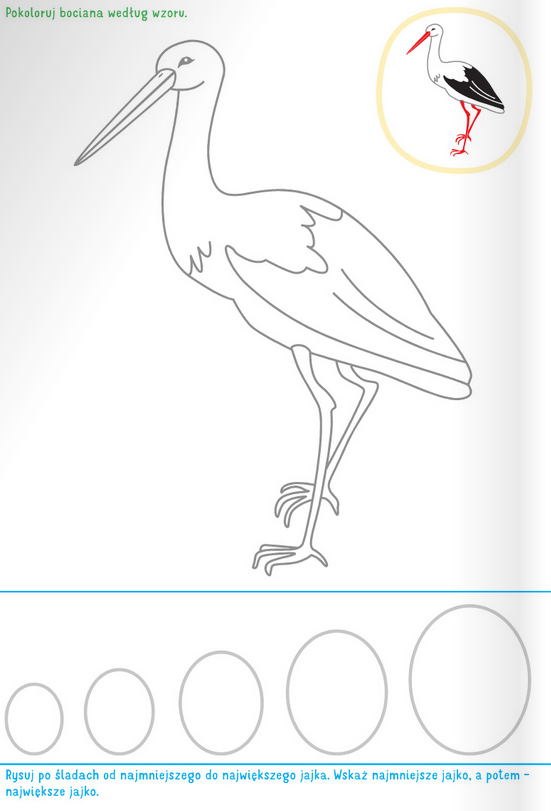 Pokoloruj bociana według wzoru.
Rysuj po śladach od najmniejszego do największego jajka. Wskaż najmniejsze jajko, a potem –
największe jajko.